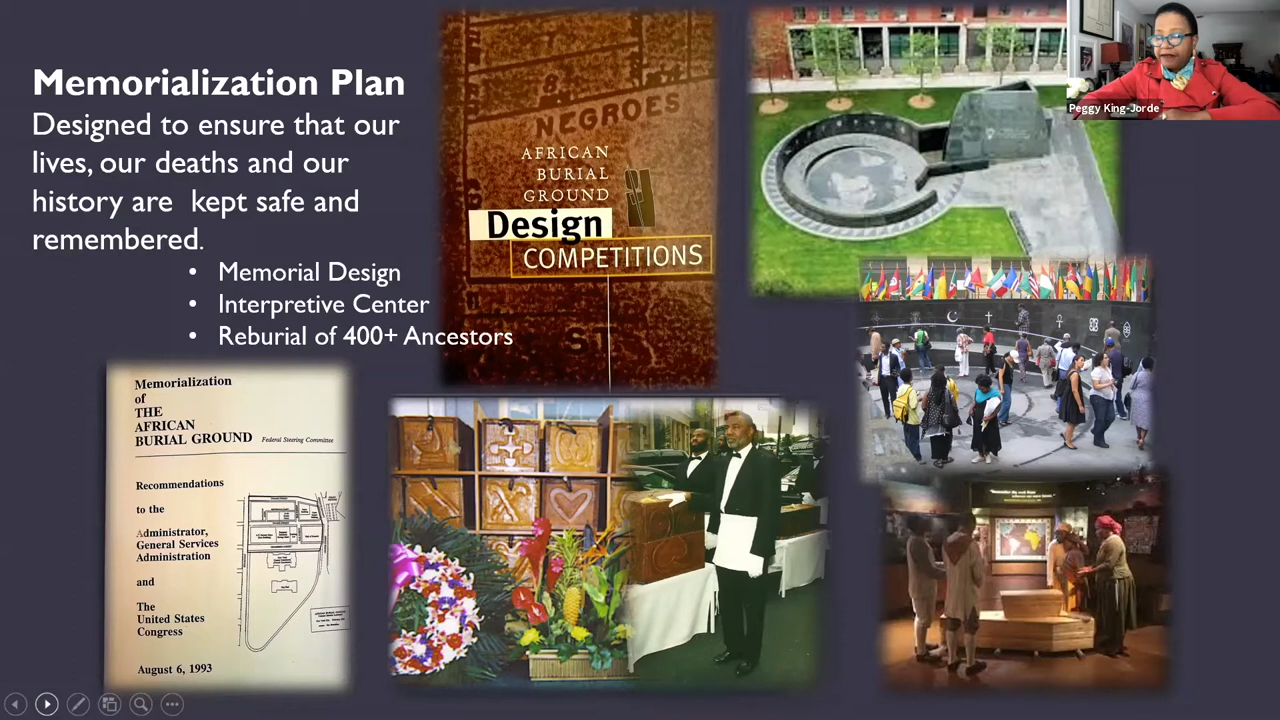 Memorialization Plan
Designed to ensure that our
lives, our deaths and our
history are kept safe and
remembered.
• Memorial Design
• Interpretive Center
• Reburial of 400+ Ancestors
NEGROES
AFRICAN
BURIAL
GROUND
Design
COMPETITIONS
ST
Peggy King-Jorde
Memorialization
of
THE
AFRICAN
BURIAL GROUND Federal Steering Committee
Recommendations
to the
Administrator,
General Services
Administration
and
The
United States
Congress
August 6, 1993